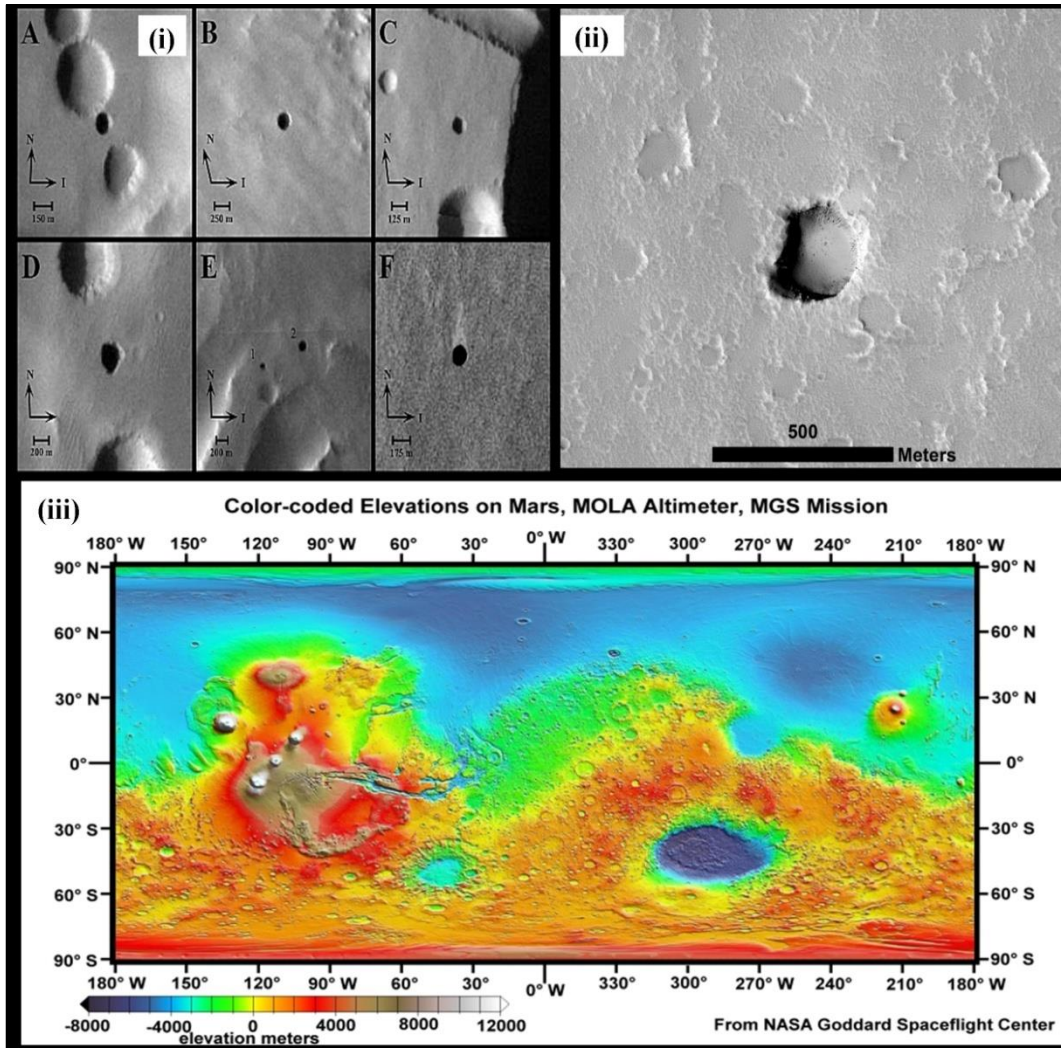 A (i) B C
N
I
150 m
N
I
250 m
N
I
125 m
(ii)
500
Meters
D E F
N
200 m
1
2
N
I
200 m
N
I
175 m
(iii)
Color-coded Elevations on Mars, MOLA Altimeter, MGS Mission
180° W 150° W 120° W 90° W 60° W 30° W 0° W 330° W 300° W 270° W 240° W 210° W 180° W
90° N 90° N
60° N 60° N
30° N 30° N
0° 0°
30° S 30° S
60° S 60° S
90° S 90° S
180° W 150° W 120° W 90° W 60° W 30° W 0° W 330° W 300° W 270° W 240° W 210° W 180° W
-8000 -4000 0 4000 8000 12000
elevation meters
From NASA Goddard Spaceflight Center